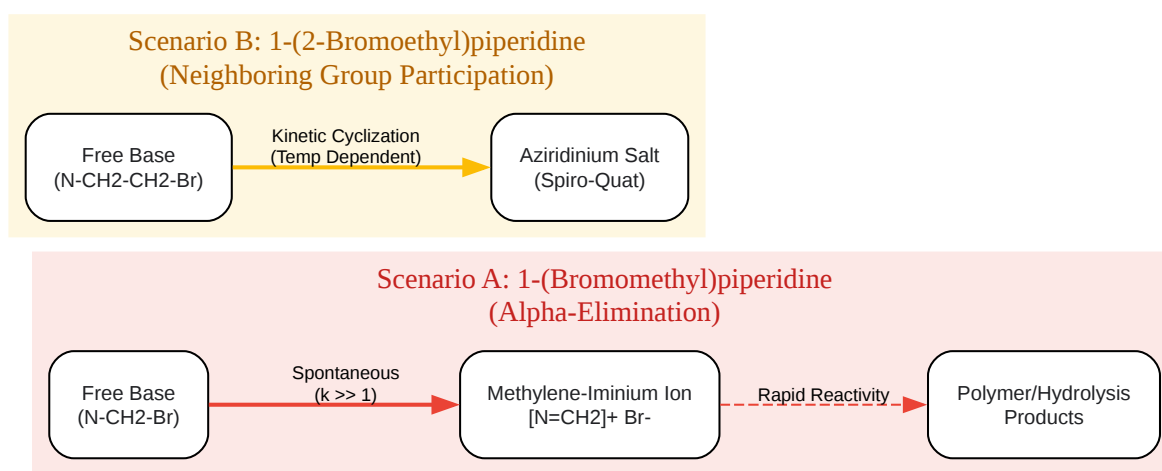 Scenario B: 1-(2-Bromoethyl)piperidine
(Neighboring Group Participation)
Free Base
(N-CH2-CH2-Br)
Kinetic Cyclization
(Temp Dependent)
Aziridinium Salt
(Spiro-Quat)
Scenario A: 1-(Bromomethyl)piperidine
(Alpha-Elimination)
Free Base
(N-CH2-Br)
Spontaneous
(k >> 1)
Methylene-Iminium Ion
[N=CH2]+ Br-
Rapid Reactivity
Polymer/Hydrolysis
Products